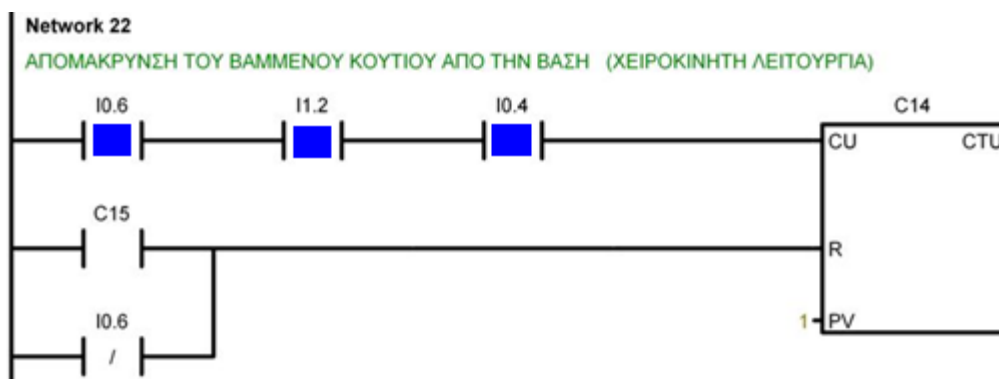 Network 22
ΑΠΟΜΑΚΡΥΝΣΗ ΤΟΥ ΒΑΜΜΕΝΟΥ ΚΟΥΤΙΟΥ ΑΠΟ ΤΗΝ ΒΑΣΗ (ΧΕΙΡΟΚΙΝΗΤΗ ΛΕΙΤΟΥΡΓΙΑ)
I0.6 I1.2 I0.4 C14
CU CTU
C15
R
I0.6
/
1 PV